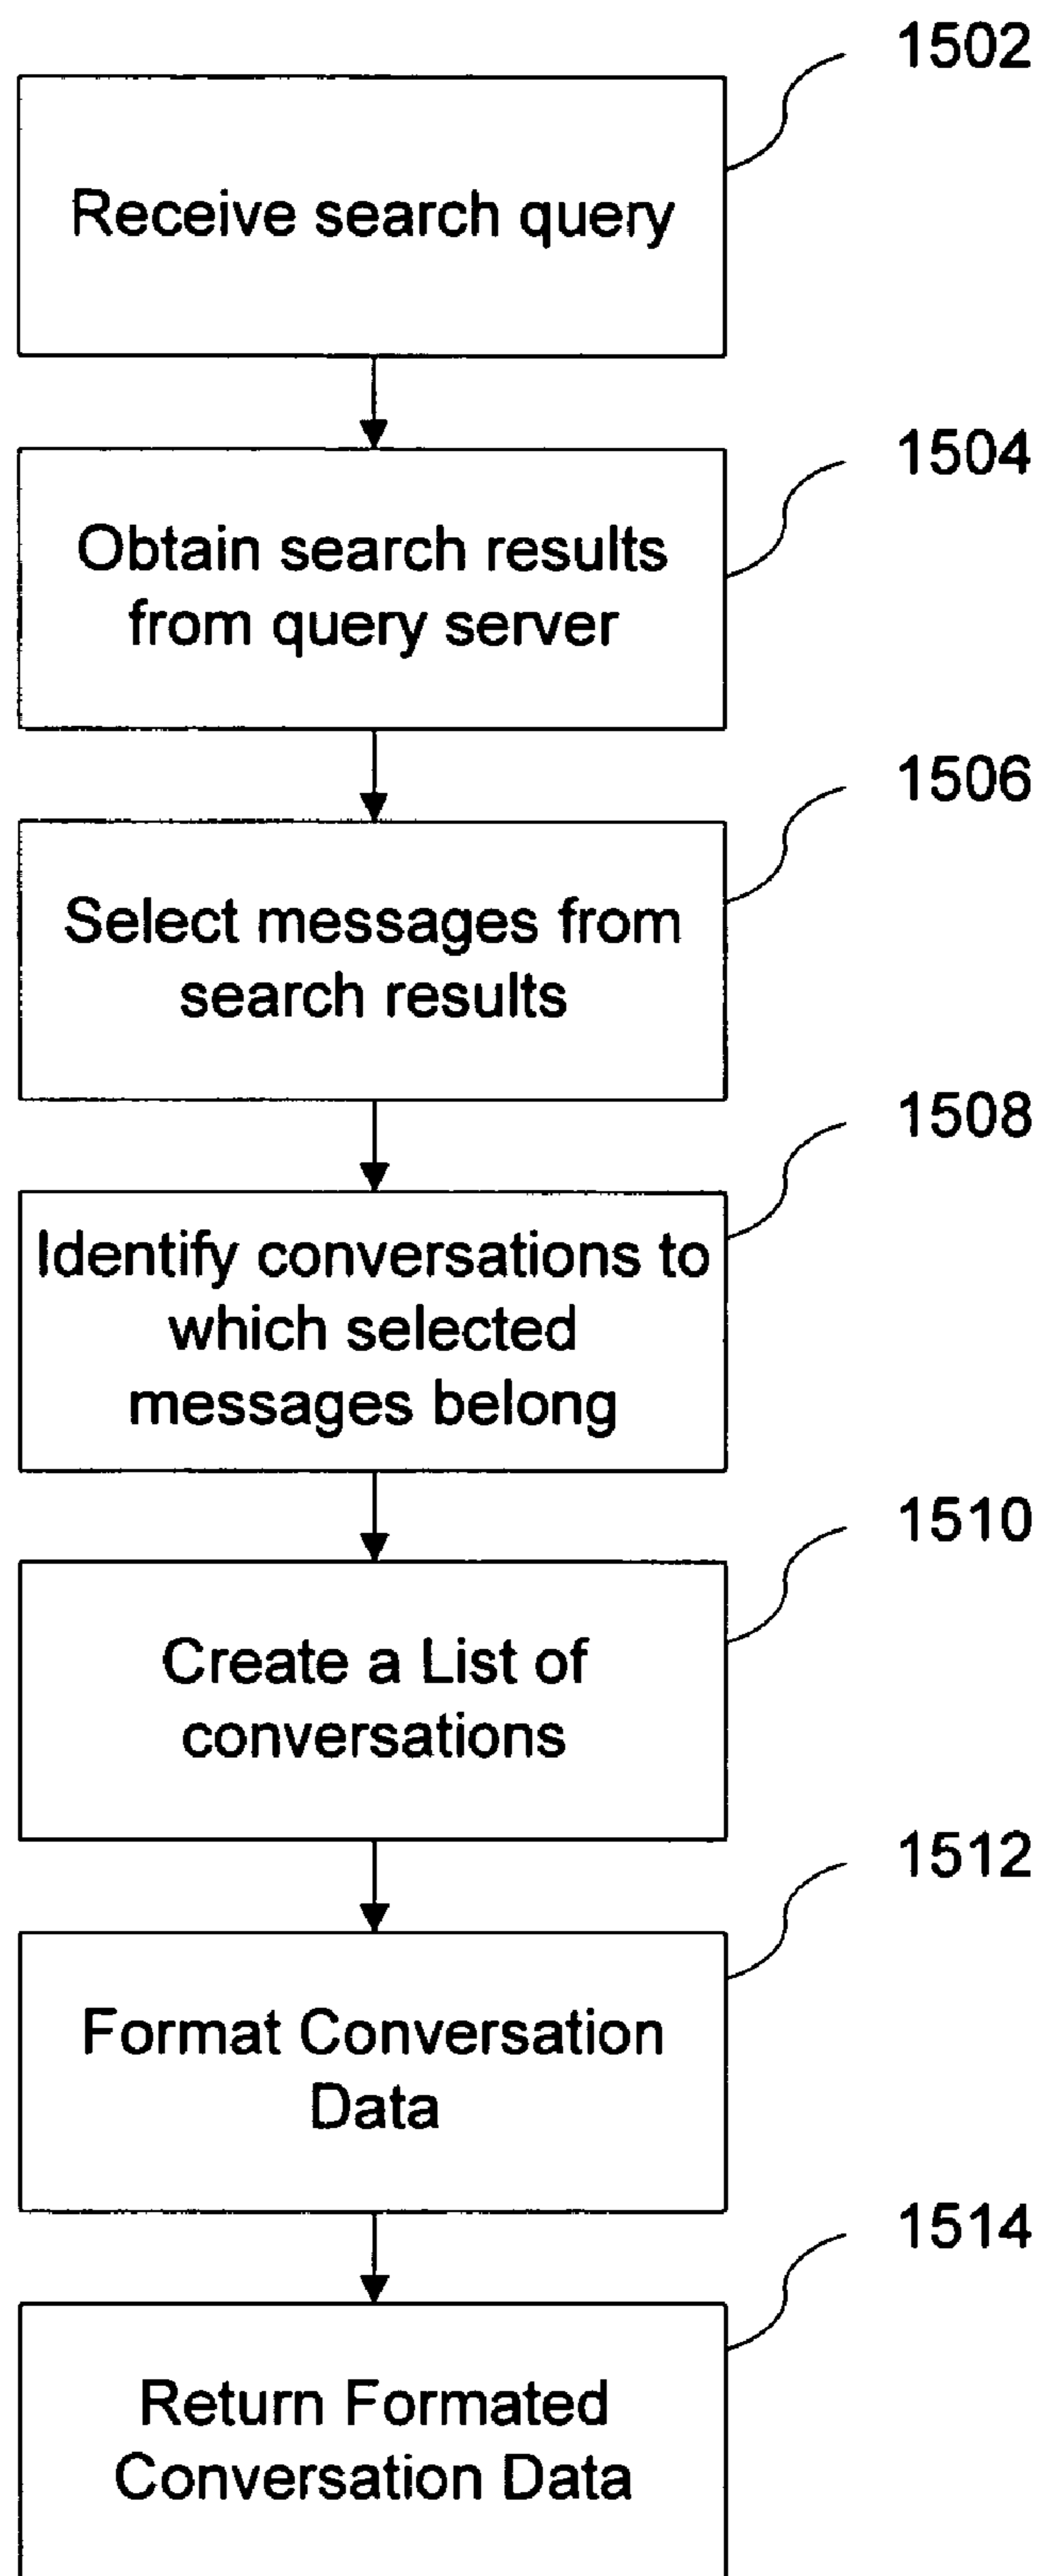 1502
Receive search query
1504
Obtain search results
from query server
1506
Select messages from
search results
1508
Identify conversations to
which selected
messages belong
1510
Create a List of
conversations
1512
Format Conversation
Data
1514
Return Formated
Conversation Data